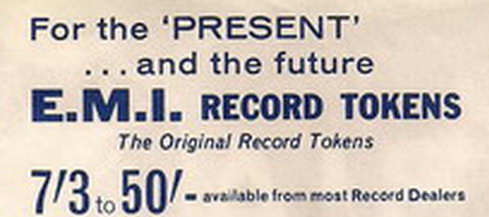 For the ‘PRESENT’
...and the future
E.M.I. RECORD TOKENS
The Original Record Tokens
7/3 to 50/- available from most Record Dealers